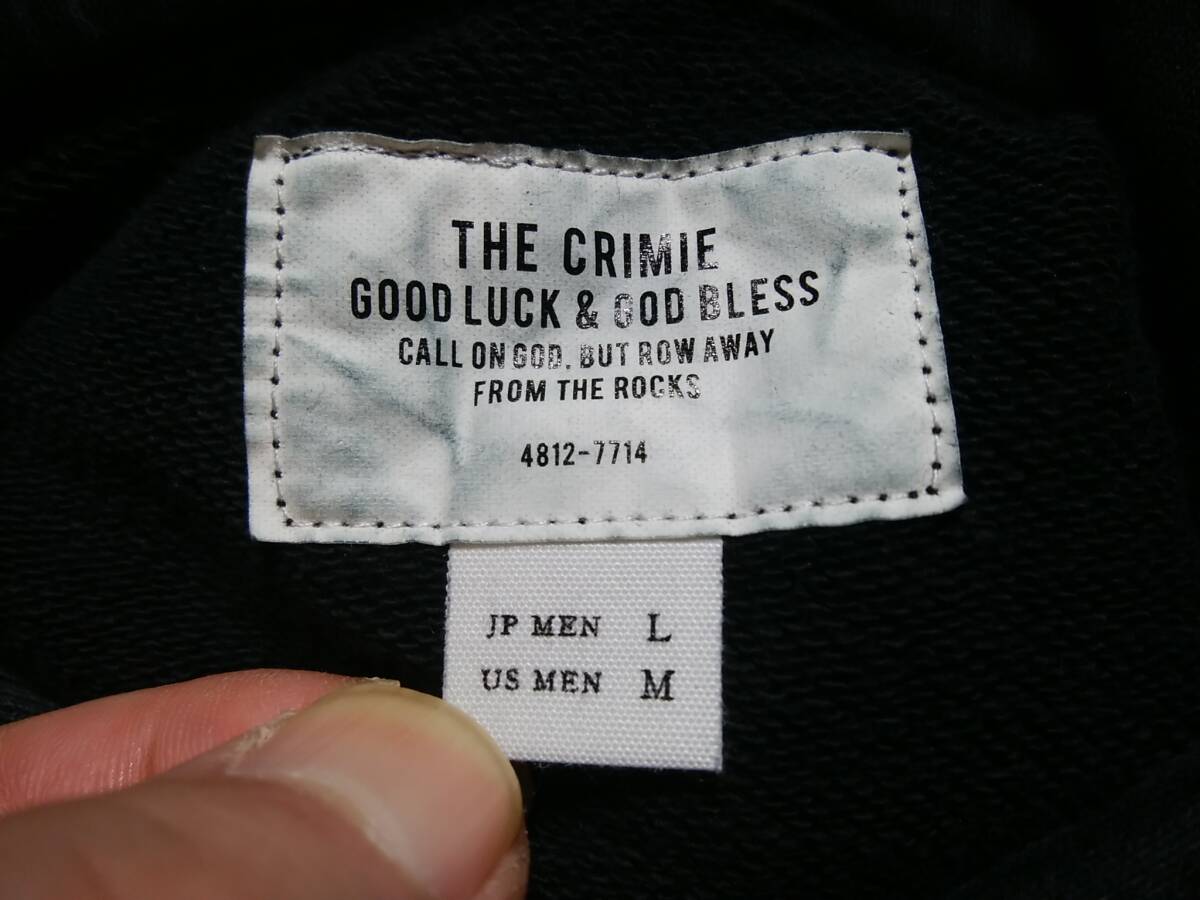 THE CRIMIE
GOOD LUCK & GOD BLESS
CALL ON GOD. BUT ROW AWAY
FROM THE ROCKS
4812-7714
JP MEN L
US MEN M